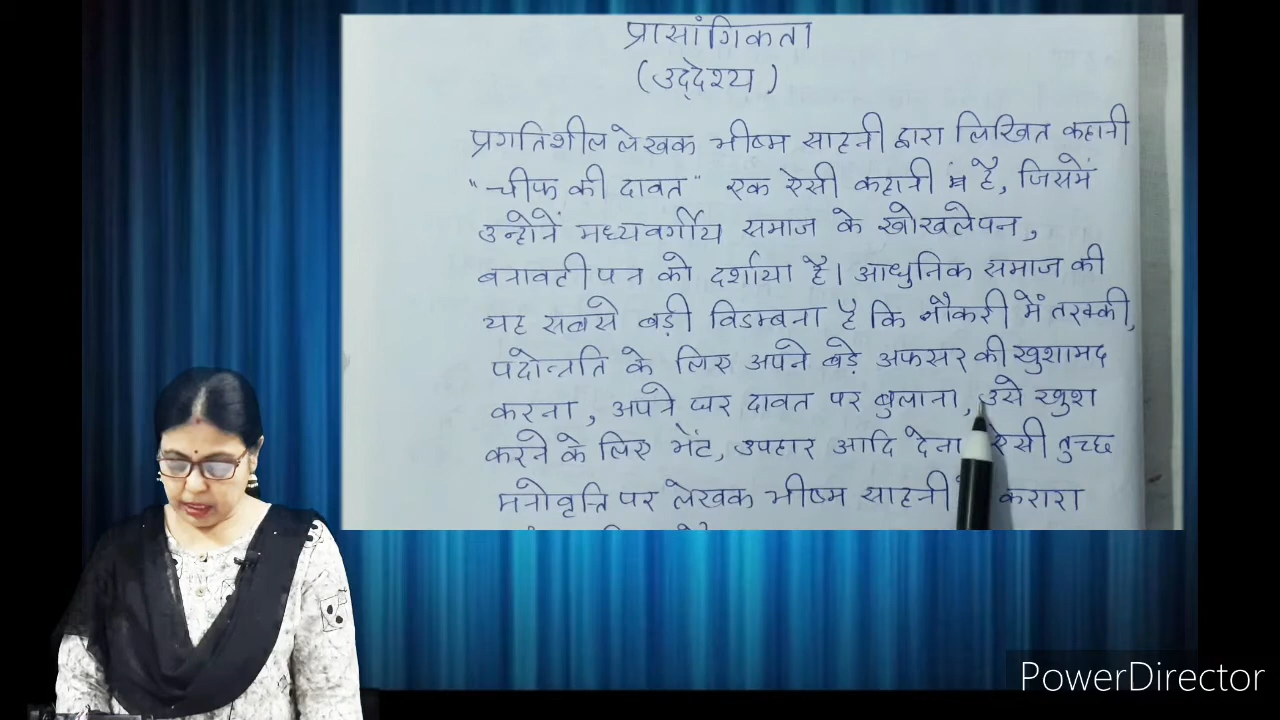 प्रासांगिकता
(उद्देश्य)
प्रगतिशील लेखक भीष्म साहनी द्वारा लिखित कहानी
"चीफ की दावत" एक ऐसी कहानी है, जिसमें
उन्होनें मध्यवर्गीय समाज के खोखलेपन,
बनावटीपन को दर्शाया है। आधुनिक समाज की
यह सबसे बड़ी विडम्बना है कि नौकरी में तरक्की,
पदोन्नति के लिए अपने बड़े अफसर की खुशामद
करना, अपने घर दावत पर बुलाना, उसे खुश
करने के लिए भेंट, उपहार आदि देना ऐसी तुच्छ
मनोवृत्ति पर लेखक भीष्म साहनी करारा
PowerDirector